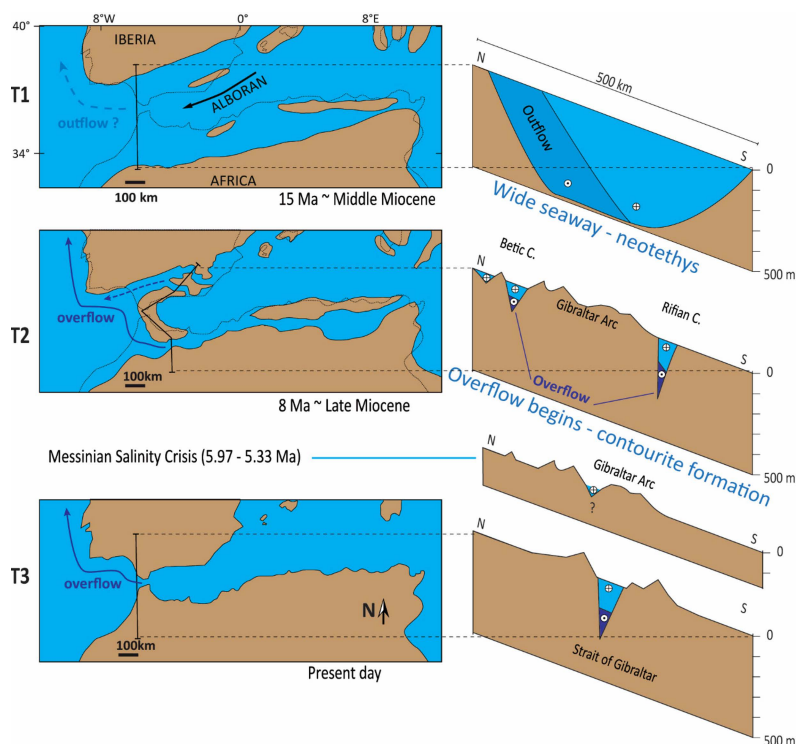 40°
8°W
0°
8°E
IBERIA
T1
ALBORAN
outflow ?
34°
AFRICA
100 km
15 Ma ~ Middle Miocene
N
500 km
Outflow
S
0
500 m
Wide seaway - neotethys
T2
overflow
100km
8 Ma ~ Late Miocene
Betic C.
N
Gibraltar Arc
Rifian C.
S
0
Overflow
500 m
Overflow begins - contourite formation
Messinian Salinity Crisis (5.97 - 5.33 Ma)
N
Gibraltar Arc
?
S
0
T3
overflow
N
100km
Present day
N
S
0
Strait of Gibraltar
500 m